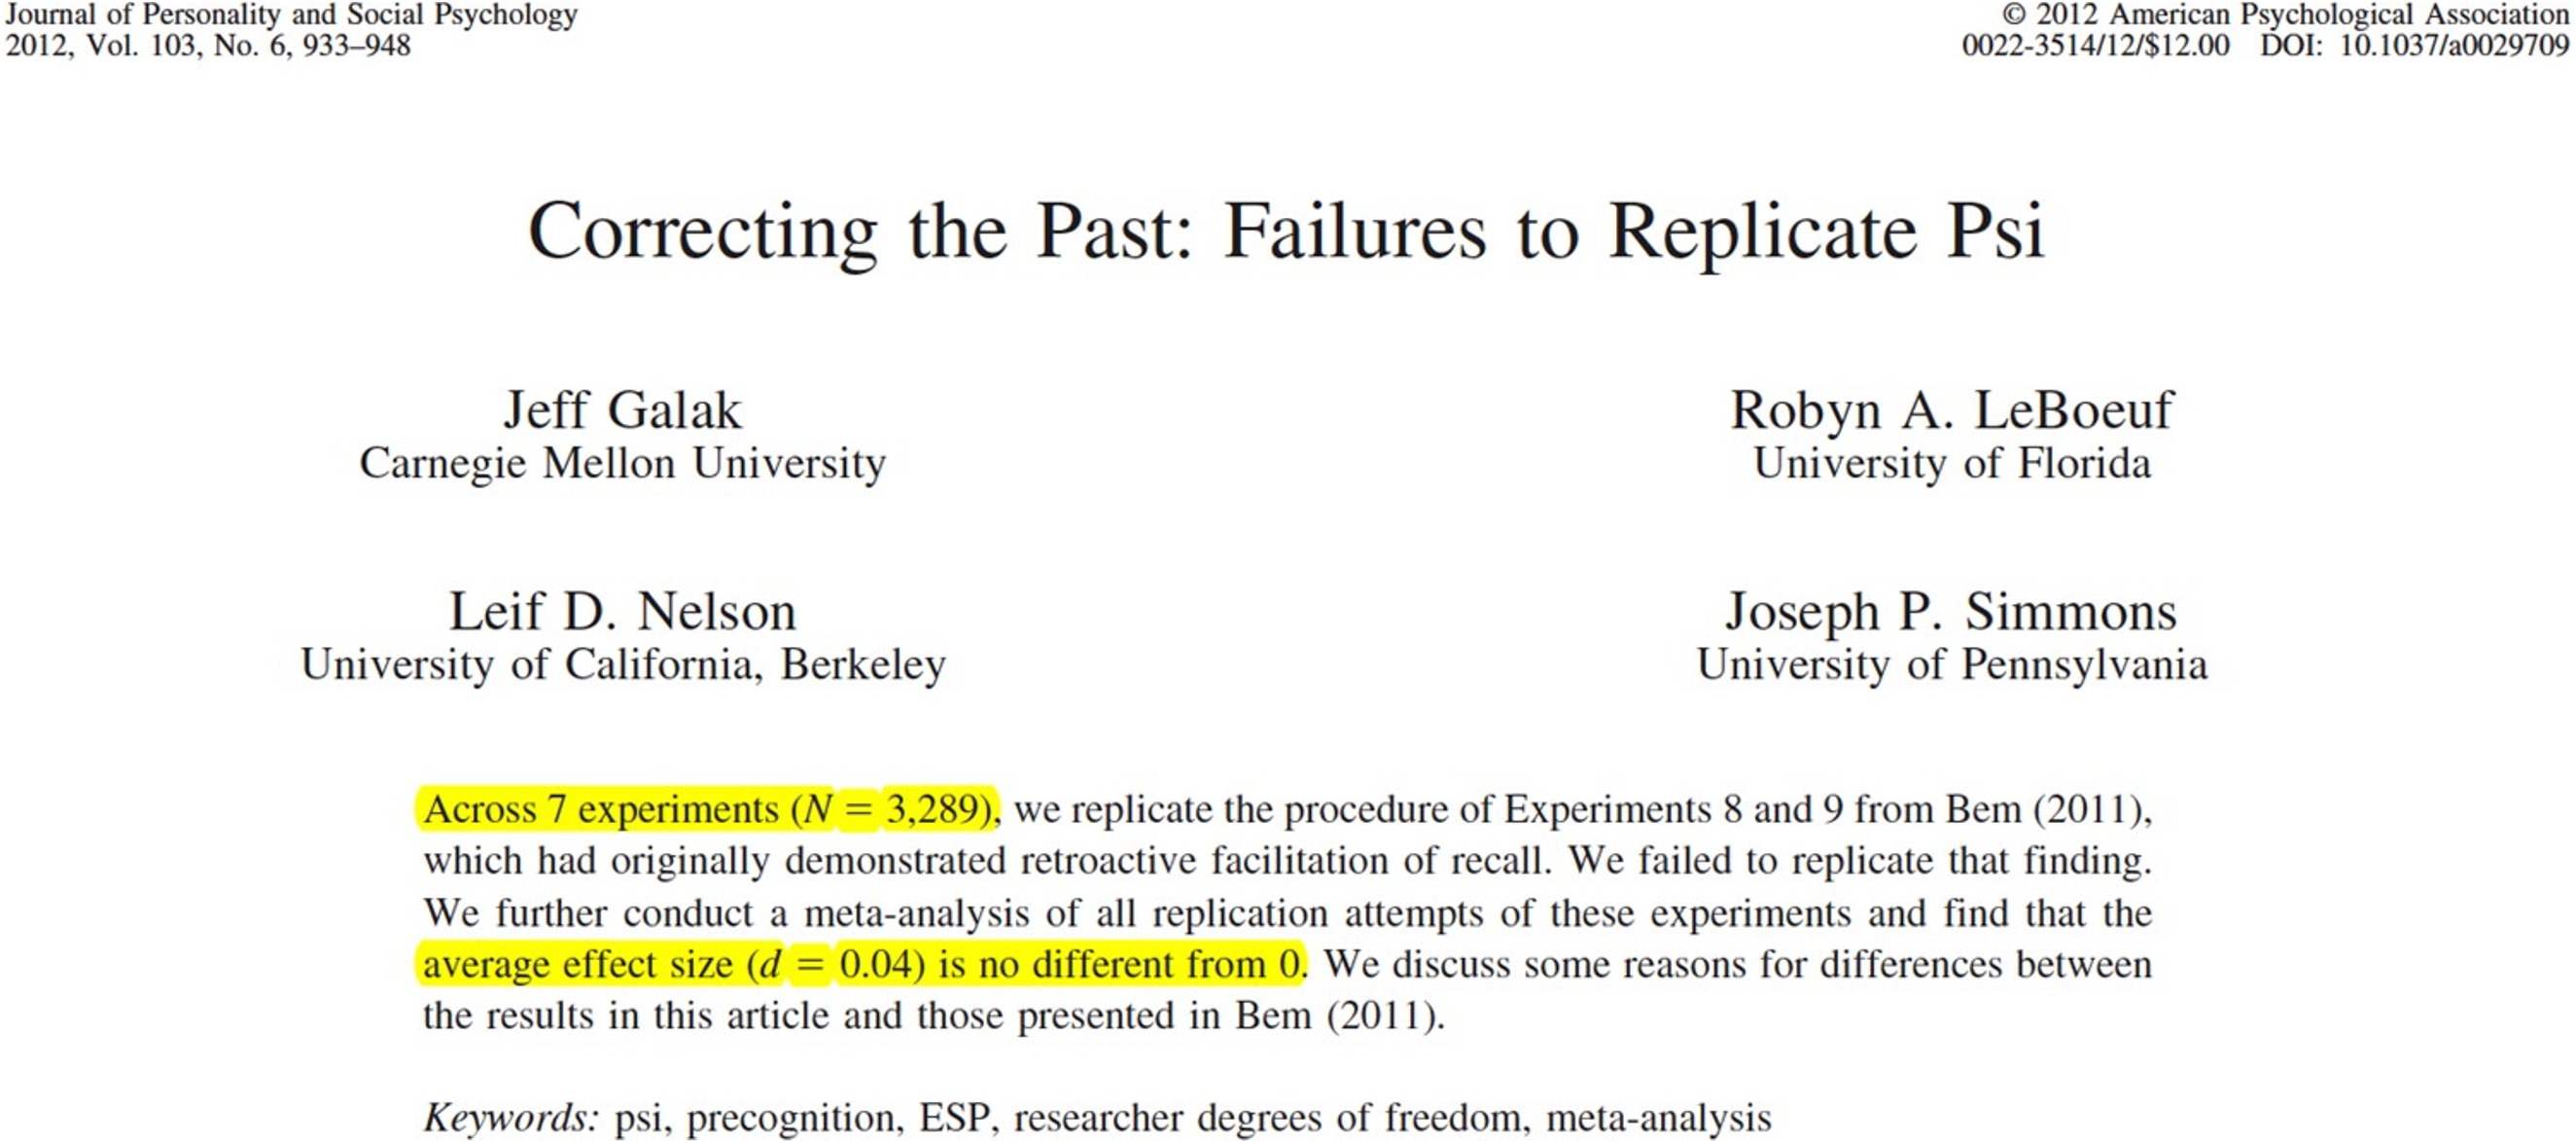 Journal of Personality and Social Psychology
2012, Vol. 103, No. 6, 933–948
© 2012 American Psychological Association
0022-3514/12/$12.00 DOI: 10.1037/a0029709
Correcting the Past: Failures to Replicate Psi
Jeff Galak
Carnegie Mellon University
Robyn A. LeBoeuf
University of Florida
Leif D. Nelson
University of California, Berkeley
Joseph P. Simmons
University of Pennsylvania
Across 7 experiments (N = 3,289), we replicate the procedure of Experiments 8 and 9 from Bem (2011),
which had originally demonstrated retroactive facilitation of recall. We failed to replicate that finding.
We further conduct a meta-analysis of all replication attempts of these experiments and find that the
average effect size (d = 0.04) is no different from 0. We discuss some reasons for differences between
the results in this article and those presented in Bem (2011).
Keywords: psi, precognition, ESP, researcher degrees of freedom, meta-analysis